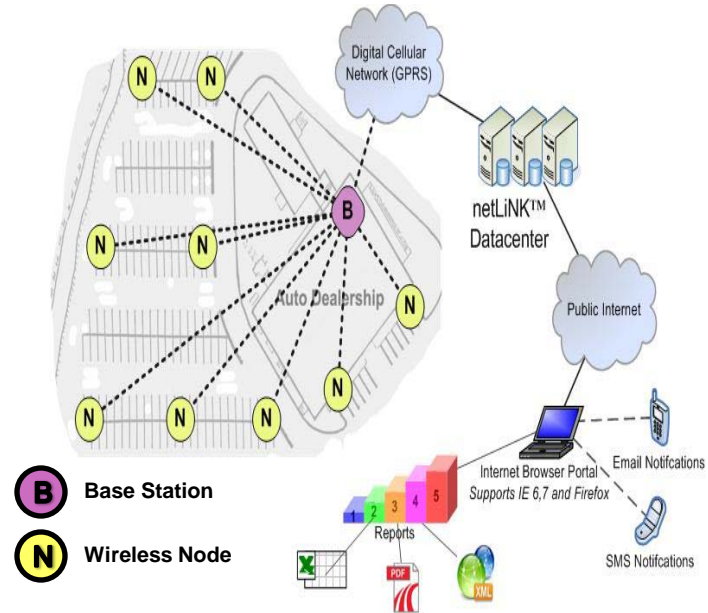 Digital Cellular
Network (GPRS)
N
N
B
netLiNK™
Datacenter
N
N
Auto Dealership
N
Public Internet
N
N
N
N
Internet Browser Portal
Supports IE 6,7 and Firefox
Email Notifcations
SMS Notifcations
1
2
3
4
5
Reports
X
PDF
XML
B
Base Station
N
Wireless Node